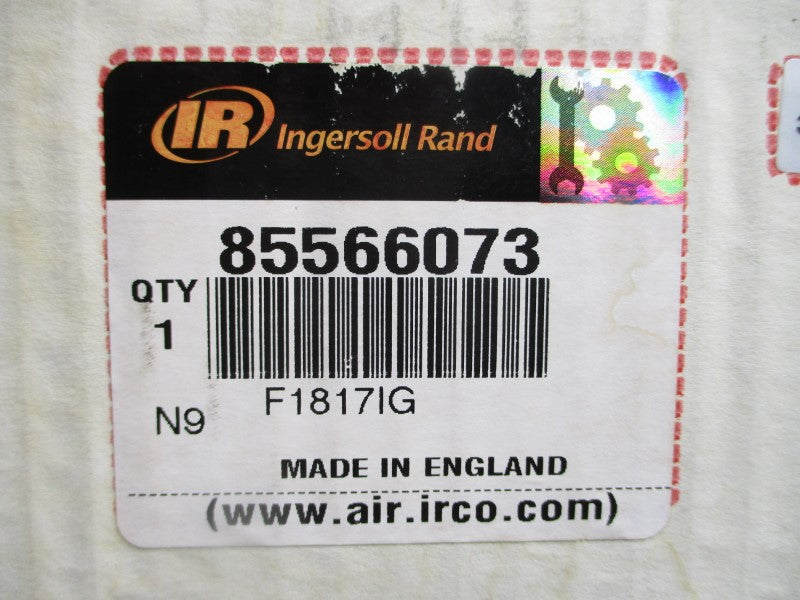 IR Ingersoll Rand
85566073
QTY
1
F1817IG
N9
MADE IN ENGLAND
(www.air.irco.com)